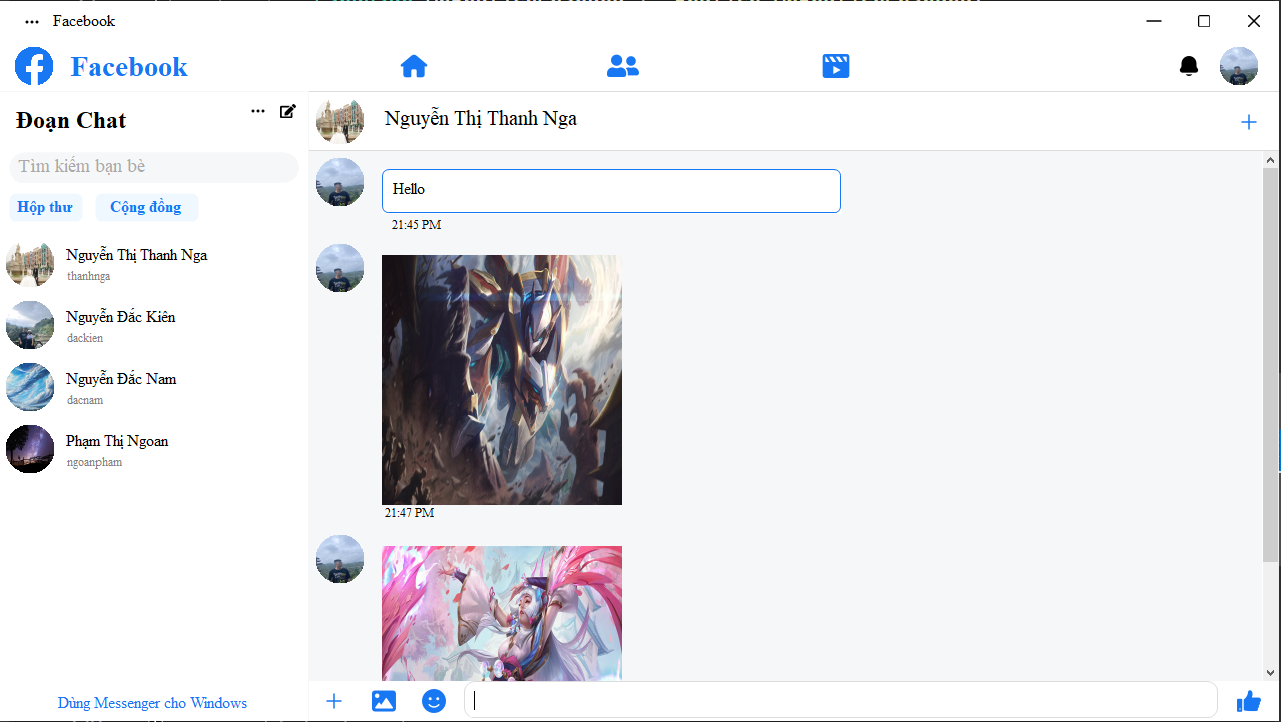 Facebook
Facebook
Đoạn Chat
Tìm kiếm bạn bè
Hộp thư
Cộng đồng
Nguyễn Thị Thanh Nga
thanhnga
Nguyễn Đắc Kiên
dackien
Nguyễn Đắc Nam
dacnam
Phạm Thị Ngoan
ngoanpham
Dùng Messenger cho Windows
Nguyễn Thị Thanh Nga
Hello
21:45 PM
21:47 PM